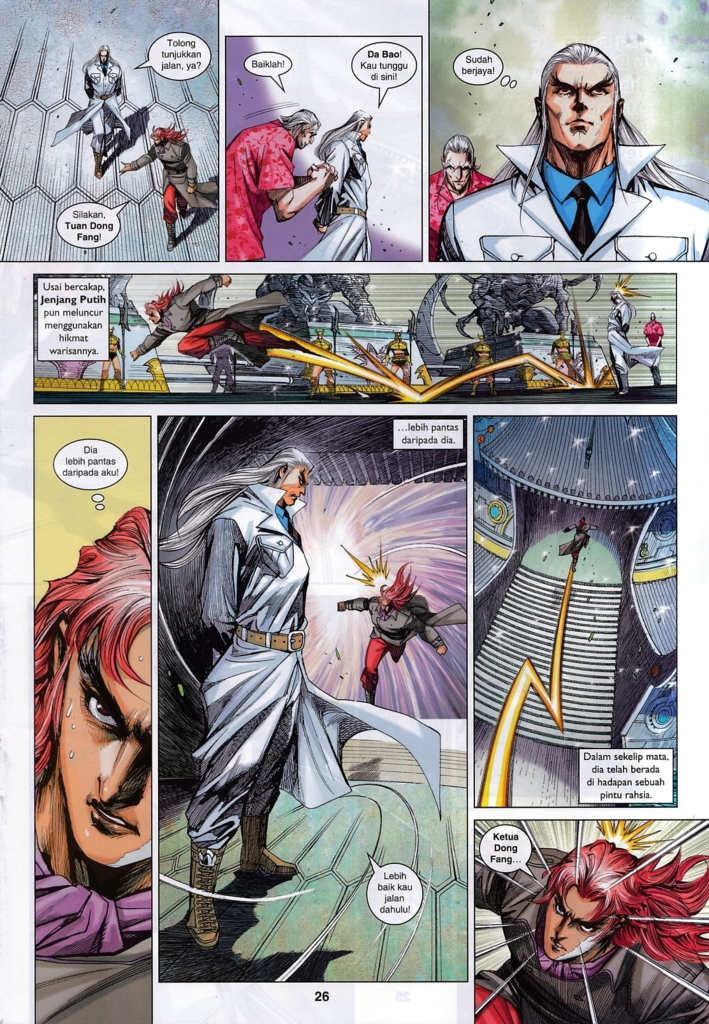 Tolong
tunjukkan
jalan, ya?
Silakan,
Tuan Dong
Fang!
Baiklah!
Da Bao!
Kau tunggu
di sini!
Sudah
berjaya!
Usai bercakap,
Jenjang Putih
pun meluncur
menggunakan
hikmat
warisannya.
Dia
lebih pantas
daripada aku!
...lebih pantas
daripada dia.
Lebih
baik kau
jalan
dahulu!
Dalam sekelip mata,
dia telah berada
di hadapan sebuah
pintu rahsia.
Ketua
Dong
Fang...
26